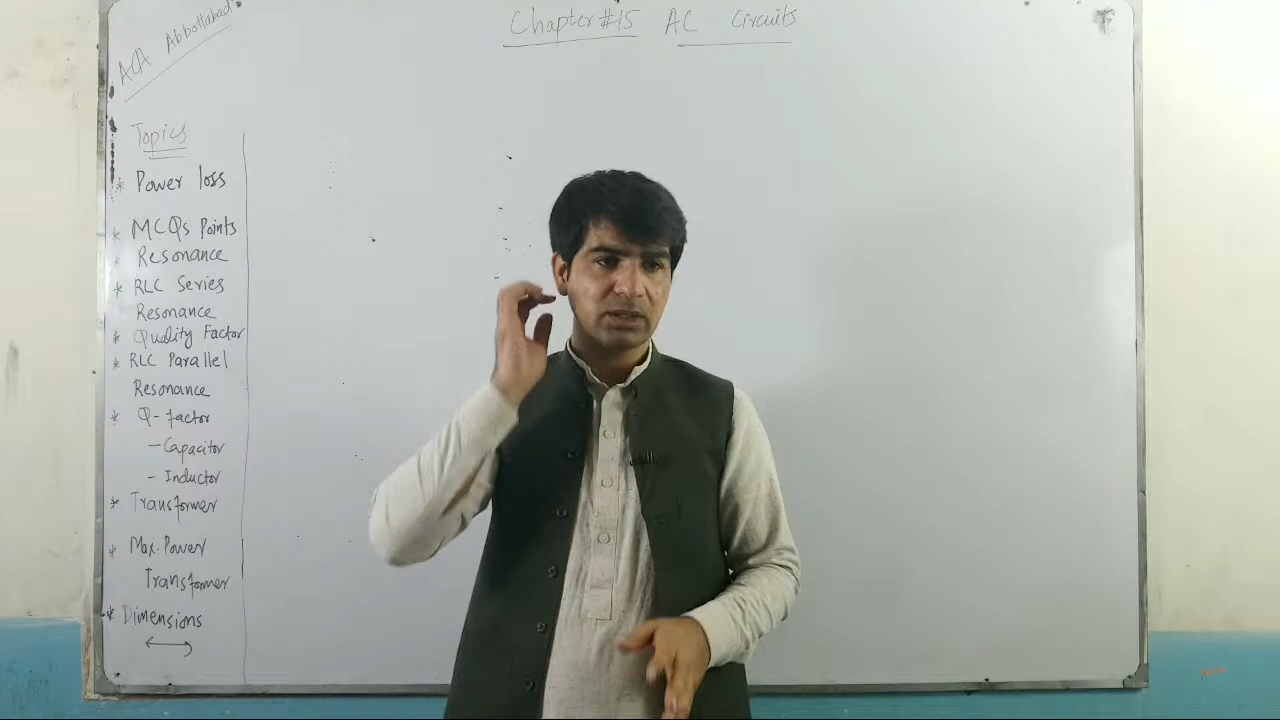 ACA Abbottabad
Chapter #15 AC Circuits
Topics
* Power loss
* MCQs Points
* Resonance
* RLC Series
Resonance
* Quality Factor
* RLC Parallel
Resonance
* Q-factor
- Capacitor
- Inductor
* Transformer
* Max. Power
Transformer
* Dimensions